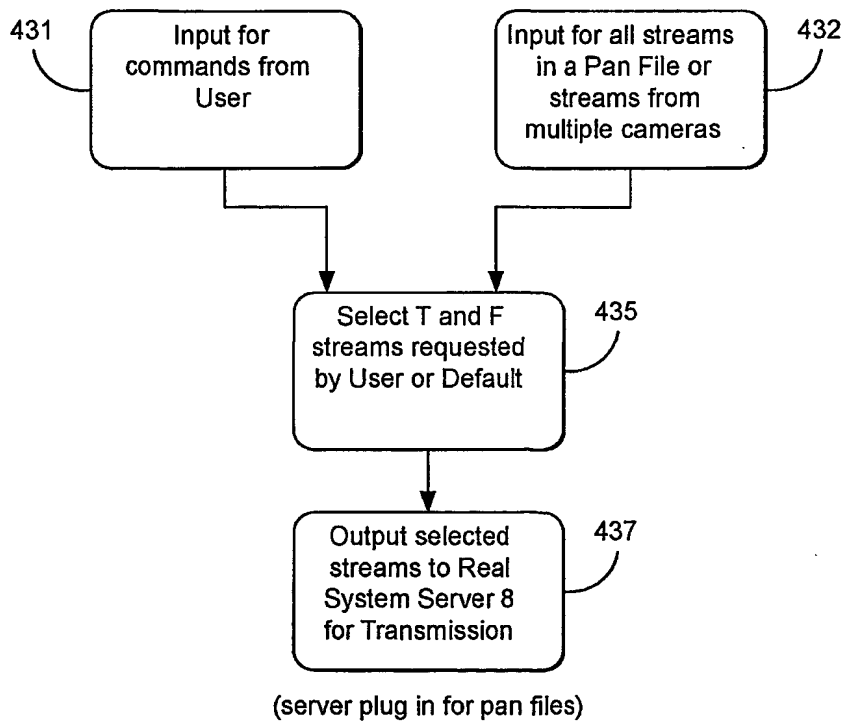 431
Input for
commands from
User
Input for all streams
in a Pan File or
streams from
multiple cameras
432
Select T and F
streams requested
by User or Default
435
Output selected
streams to Real
System Server 8
for Transmission
437
(server plug in for pan files)